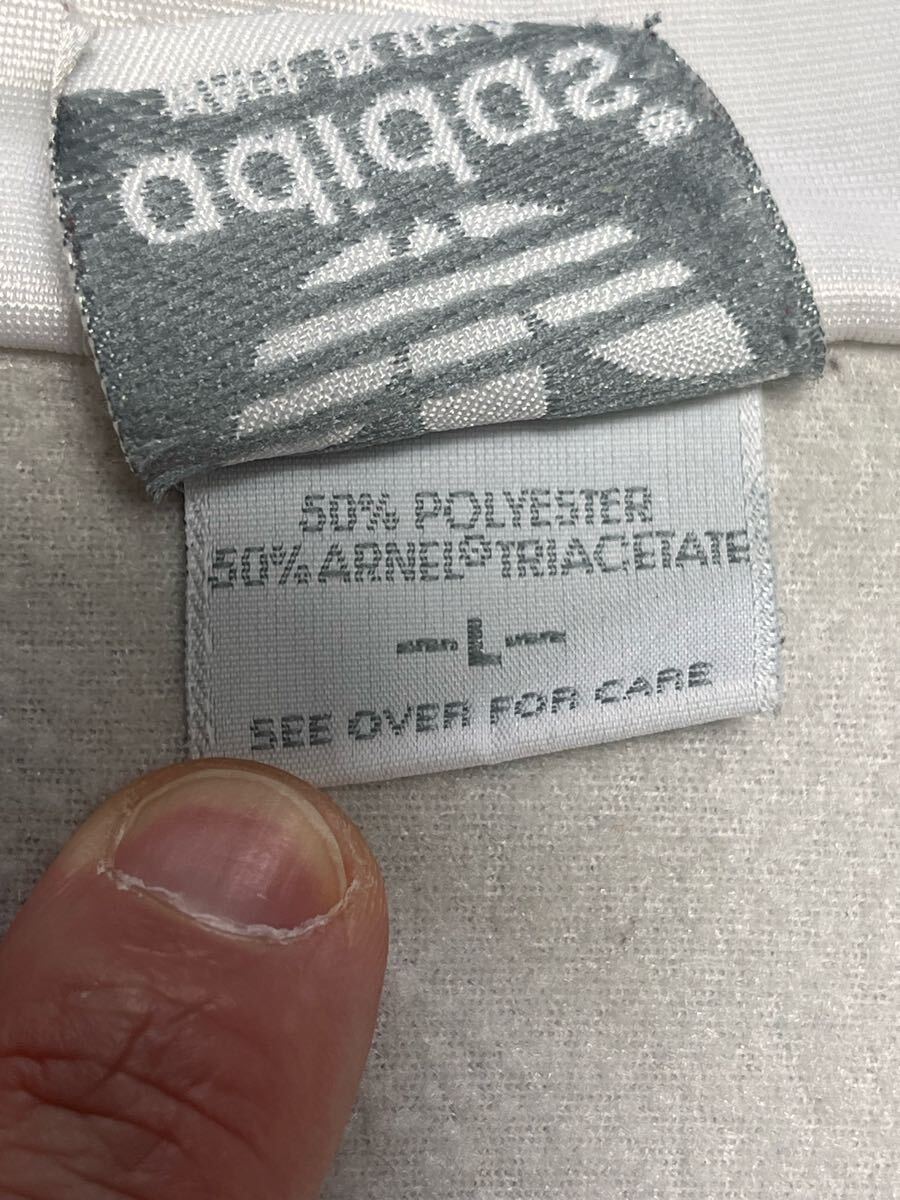 adidas®
50% POLYESTER
50% ARNEL® TRIACETATE
—L—
SEE OVER FOR CARE